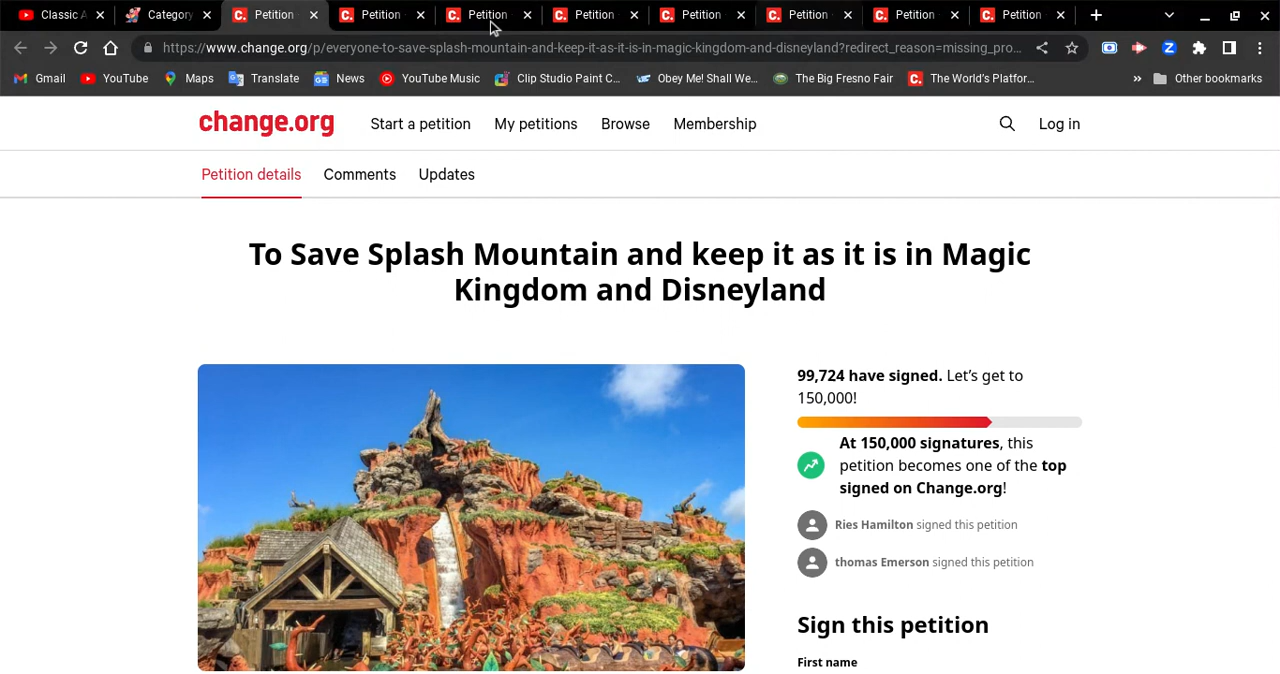 Classic A
Category
Petition
Petition
Petition
Petition
Petition
Petition
Petition
Petition
https://www.change.org/p/everyone-to-save-splash-mountain-and-keep-it-as-it-is-in-magic-kingdom-and-disneyland?redirect_reason=missing_pro...
Gmail
YouTube
Maps
Translate
News
YouTube Music
Clip Studio Paint C...
Obey Me! Shall We...
The Big Fresno Fair
The World's Platfor...
»
Other bookmarks
change.org
Start a petition
My petitions
Browse
Membership
Log in
Petition details
Comments
Updates
To Save Splash Mountain and keep it as it is in Magic
Kingdom and Disneyland
99,724 have signed. Let's get to
150,000!
At 150,000 signatures, this
petition becomes one of the top
signed on Change.org!
Ries Hamilton signed this petition
thomas Emerson signed this petition
Sign this petition
First name